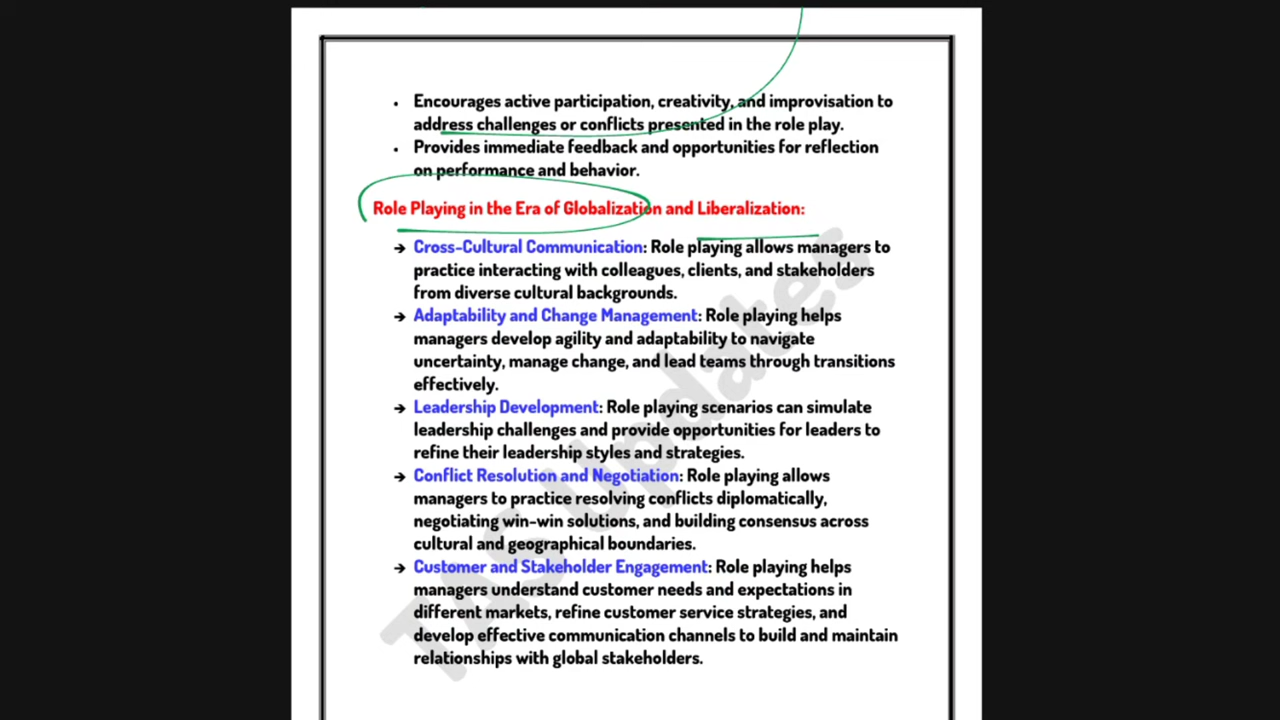 • Encourages active participation, creativity, and improvisation to
address challenges or conflicts presented in the role play.
• Provides immediate feedback and opportunities for reflection
on performance and behavior.
Role Playing in the Era of Globalization and Liberalization:
→ Cross-Cultural Communication: Role playing allows managers to
practice interacting with colleagues, clients, and stakeholders
from diverse cultural backgrounds.
→ Adaptability and Change Management: Role playing helps
managers develop agility and adaptability to navigate
uncertainty, manage change, and lead teams through transitions
effectively.
→ Leadership Development: Role playing scenarios can simulate
leadership challenges and provide opportunities for leaders to
refine their leadership styles and strategies.
→ Conflict Resolution and Negotiation: Role playing allows
managers to practice resolving conflicts diplomatically,
negotiating win-win solutions, and building consensus across
cultural and geographical boundaries.
→ Customer and Stakeholder Engagement: Role playing helps
managers understand customer needs and expectations in
different markets, refine customer service strategies, and
develop effective communication channels to build and maintain
relationships with global stakeholders.
TAS Updates